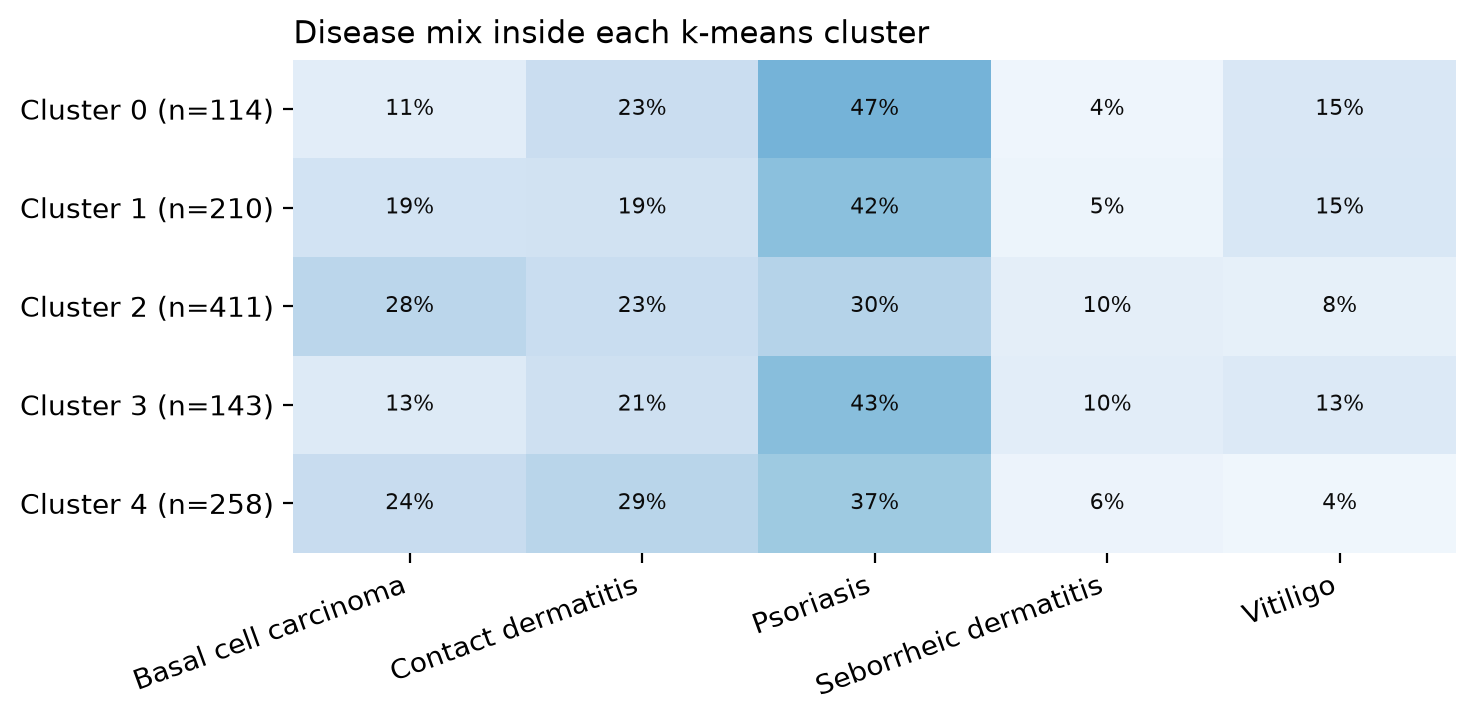 Disease mix inside each k-means cluster
Cluster 0 (n=114) 11% 23% 47% 4% 15%
Cluster 1 (n=210) 19% 19% 42% 5% 15%
Cluster 2 (n=411) 28% 23% 30% 10% 8%
Cluster 3 (n=143) 13% 21% 43% 10% 13%
Cluster 4 (n=258) 24% 29% 37% 6% 4%
Basal cell carcinoma
Contact dermatitis
Psoriasis
Seborrheic dermatitis
Vitiligo